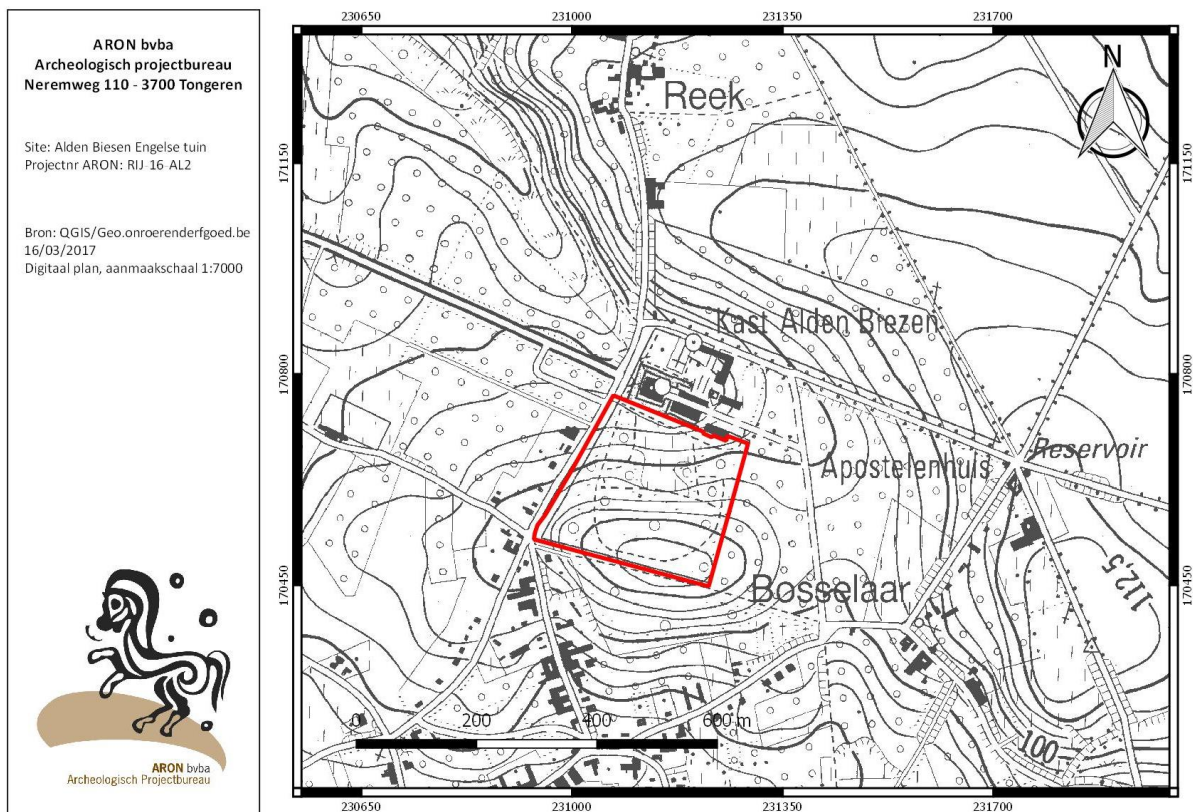 ARON bvba
Archeologisch projectbureau
Neremweg 110 - 3700 Tongeren
Site: Alden Biesen Engelse tuin
Projectnr ARON: RIJ-16-AL2
Bron: QGIS/Geo.onroerenderfgoed.be
16/03/2017
Digitaal plan, aanmaakschaal 1:7000
ARON bvba
Archeologisch Projectbureau
230650 231000 231350 231700
171150 171150
170800 170800
170450 170450
N
Reek
Kast Alden Biezen
Apostelenhuis
Reservoir
Bosselaar
112,5
100
0 200 400 600 m
230650 231000 231350 231700